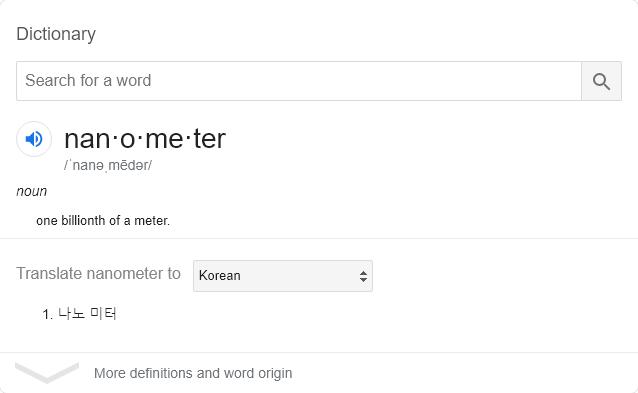 Dictionary
Search for a word
nan·o·me·ter
/ˈnanəˌmēdər/
noun
one billionth of a meter.
Translate nanometer to Korean
1. 나노 미터
More definitions and word origin